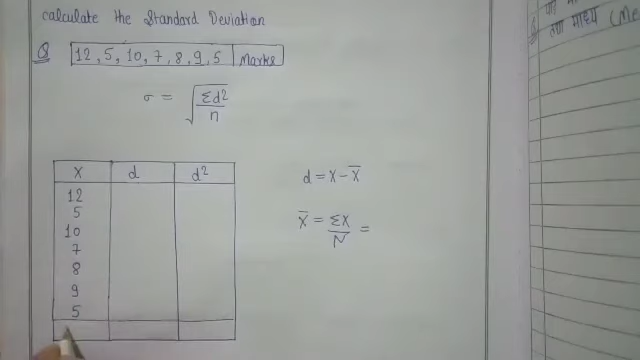 calculate the Standard Deviation
Q 12, 5, 10, 7, 8, 9, 5 Marks
σ = √Σd²/n
X d d²
12
5
10
7
8
9
5
d = X - X̄
X̄ = ΣX/N =
माध्य (Me